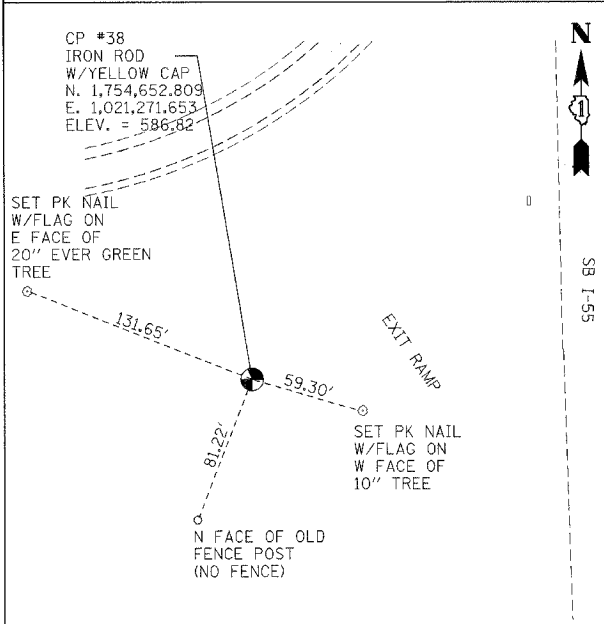 CP #38
IRON ROD
W/YELLOW CAP
N. 1,754,652.809
E. 1,021,271.653
ELEV. = 586.82
N
1
SET PK NAIL
W/FLAG ON
E FACE OF
20" EVER GREEN
TREE
SB I-55
131.65'
EXIT RAMP
59.30'
81.22'
SET PK NAIL
W/FLAG ON
W FACE OF
10" TREE
N FACE OF OLD
FENCE POST
(NO FENCE)